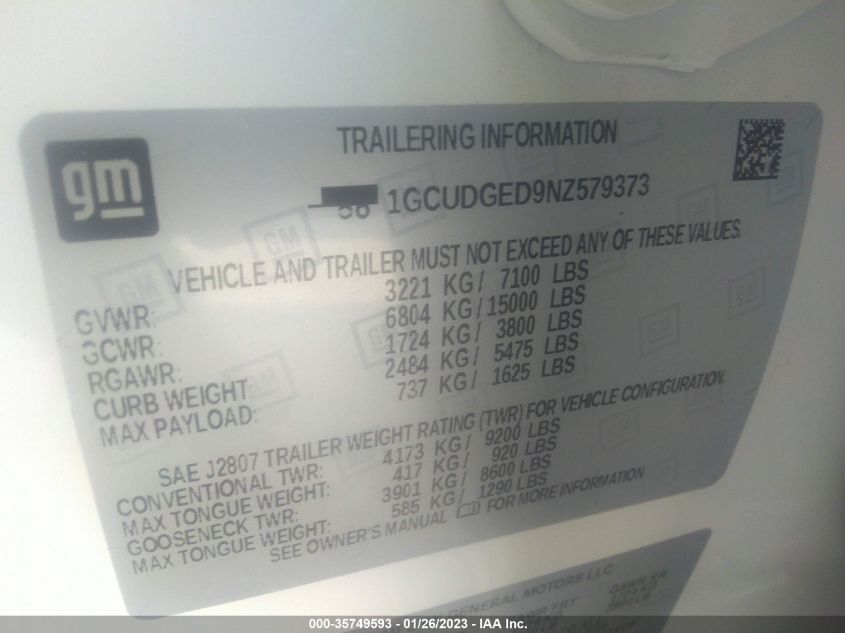 TRAILERING INFORMATION
gm
1GCUDGED9NZ579373
VEHICLE AND TRAILER MUST NOT EXCEED ANY OF THESE VALUES.
GVWR: 3221 KG/ 7100 LBS
GCWR: 6804 KG/15000 LBS
RGAWR: 1724 KG/ 3800 LBS
CURB WEIGHT: 2484 KG/ 5475 LBS
MAX PAYLOAD: 737 KG/ 1625 LBS
SAE J2807 TRAILER WEIGHT RATING (TWR) FOR VEHICLE CONFIGURATION.
CONVENTIONAL TWR: 4173 KG/ 9200 LBS
MAX TONGUE WEIGHT: 417 KG/ 920 LBS
GOOSENECK TWR: 3901 KG/ 8600 LBS
MAX TONGUE WEIGHT: 585 KG/ 1290 LBS
SEE OWNER'S MANUAL FOR MORE INFORMATION
GENERAL MOTORS LLC
GAWR RR
FRT
000-35749593 — 01/26/2023 — IAA Inc.